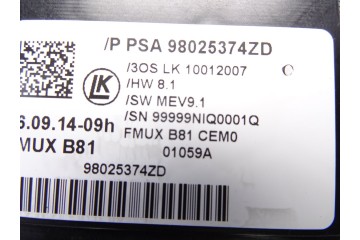 /P PSA 98025374ZD
/3OS LK 10012007 C
/HW 8.1
LK
/SW MEV9.1
/SN 99999NIQ0001Q
6.09.14-09h
FMUX B81 CEM0
MUX B81
01059A
98025374ZD